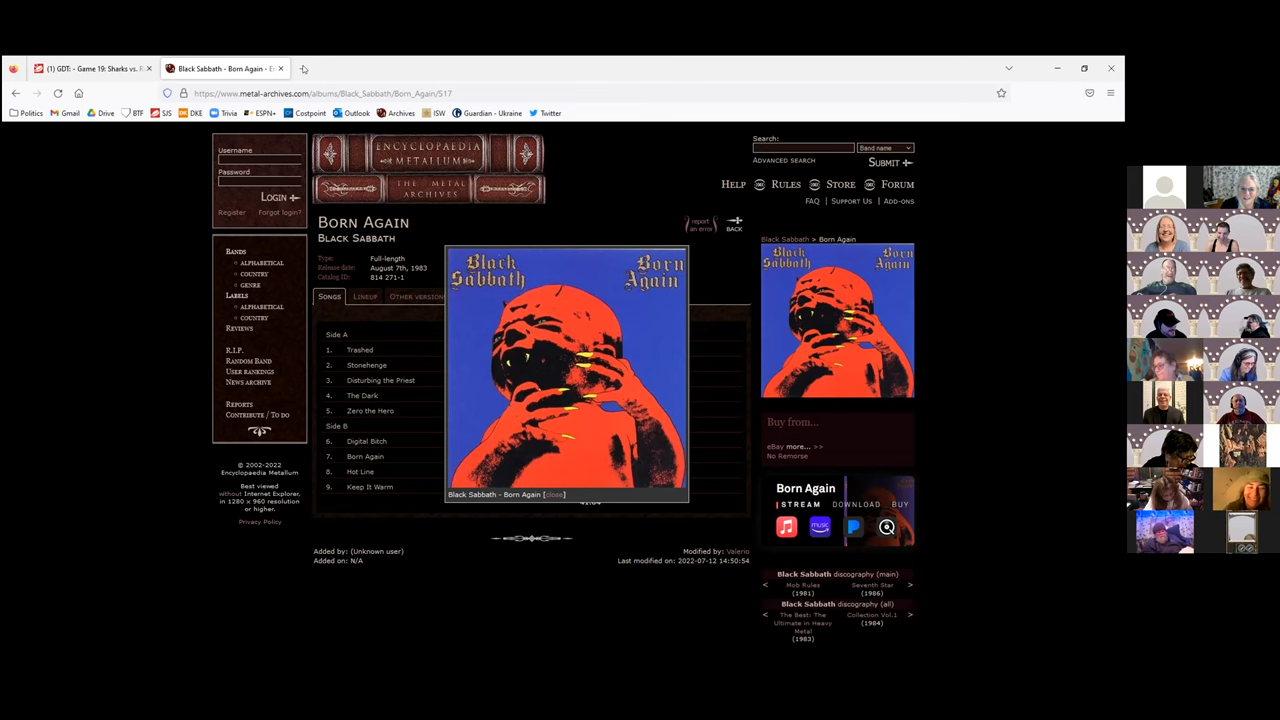 (1) GDT: - Game 19: Sharks vs.
Black Sabbath - Born Again - E
https://www.metal-archives.com/albums/Black_Sabbath/Born_Again/517
Politics Gmail Drive BTF SJS DKE Trivia ESPN+ Costpoint Outlook Archives ISW Guardian - Ukraine Twitter
Username
Password
LOGIN
Register Forgot login?
ENCYCLOPAEDIA
METALLUM
THE METAL
ARCHIVES
Search:
Band name
ADVANCED SEARCH SUBMIT
HELP RULES STORE FORUM
FAQ | SUPPORT US | ADD-ONS
BORN AGAIN
BLACK SABBATH
report
an error
BACK
Type: Full-length
Release date: August 7th, 1983
Catalog ID: 814 271-1
SONGS LINEUP OTHER VERSION
Side A
1. Trashed
2. Stonehenge
3. Disturbing the Priest
4. The Dark
5. Zero the Hero
Side B
6. Digital Bitch
7. Born Again
8. Hot Line
9. Keep It Warm
BANDS
ALPHABETICAL
COUNTRY
GENRE
LABELS
ALPHABETICAL
COUNTRY
REVIEWS
R.I.P.
RANDOM BAND
USER RANKINGS
NEWS ARCHIVE
REPORTS
CONTRIBUTE / TO DO
© 2002-2022
Encyclopaedia Metallum
Best viewed
without Internet Explorer,
in 1280 x 960 resolution
or higher.
Privacy Policy
Black Born
Sabbath Again
Black Sabbath - Born Again [close]
Added by: (Unknown user)
Added on: N/A
Modified by: Valerio
Last modified on: 2022-07-12 14:50:54
Black Sabbath > Born Again
Black Born
Sabbath Again
Buy from...
eBay more... >>
No Remorse
Born Again
STREAM DOWNLOAD BUY
music
Black Sabbath discography (main)
< Mob Rules Seventh Star >
(1981) (1986)
Black Sabbath discography (all)
< The Best: The Collection Vol.1 >
Ultimate in Heavy (1984)
Metal
(1983)